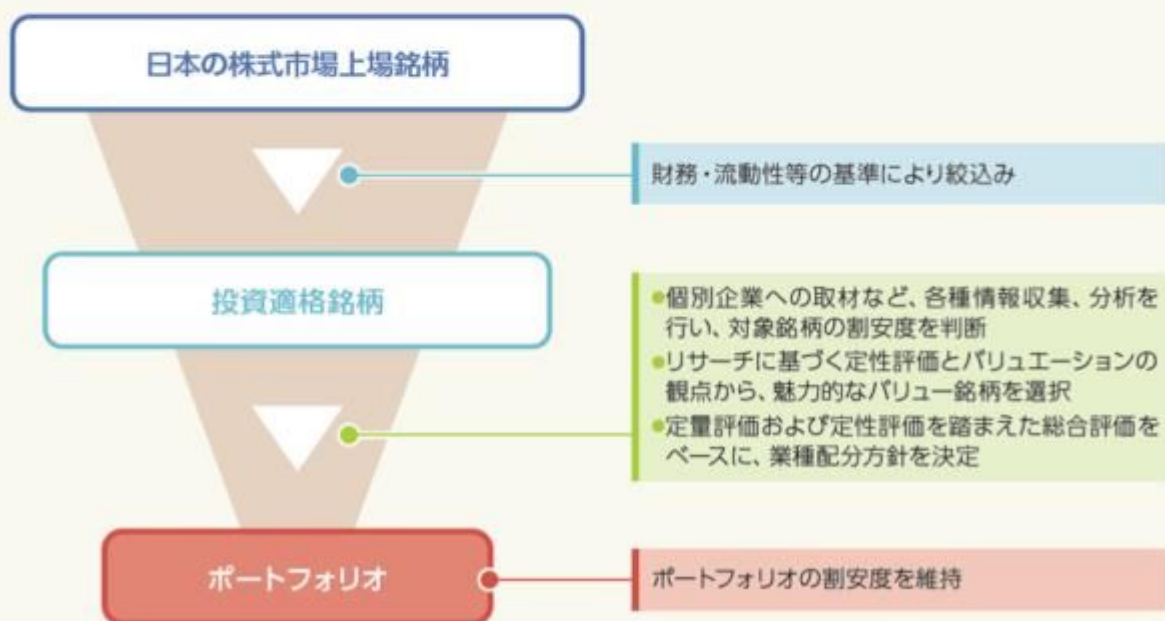 日本の株式市場上場銘柄
財務・流動性等の基準により絞込み
投資適格銘柄
●個別企業への取材など、各種情報収集、分析を
行い、対象銘柄の割安度を判断
●リサーチに基づく定性評価とバリュエーションの
観点から、魅力的なバリュー銘柄を選択
●定量評価および定性評価を踏まえた総合評価を
ベースに、業種配分方針を決定
ポートフォリオ
ポートフォリオの割安度を維持